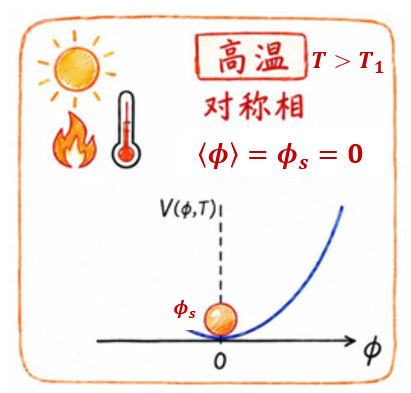 高温 T > T₁
对称相
⟨ϕ⟩ = ϕₛ = 0
V(ϕ,T)
ϕₛ
0
ϕ